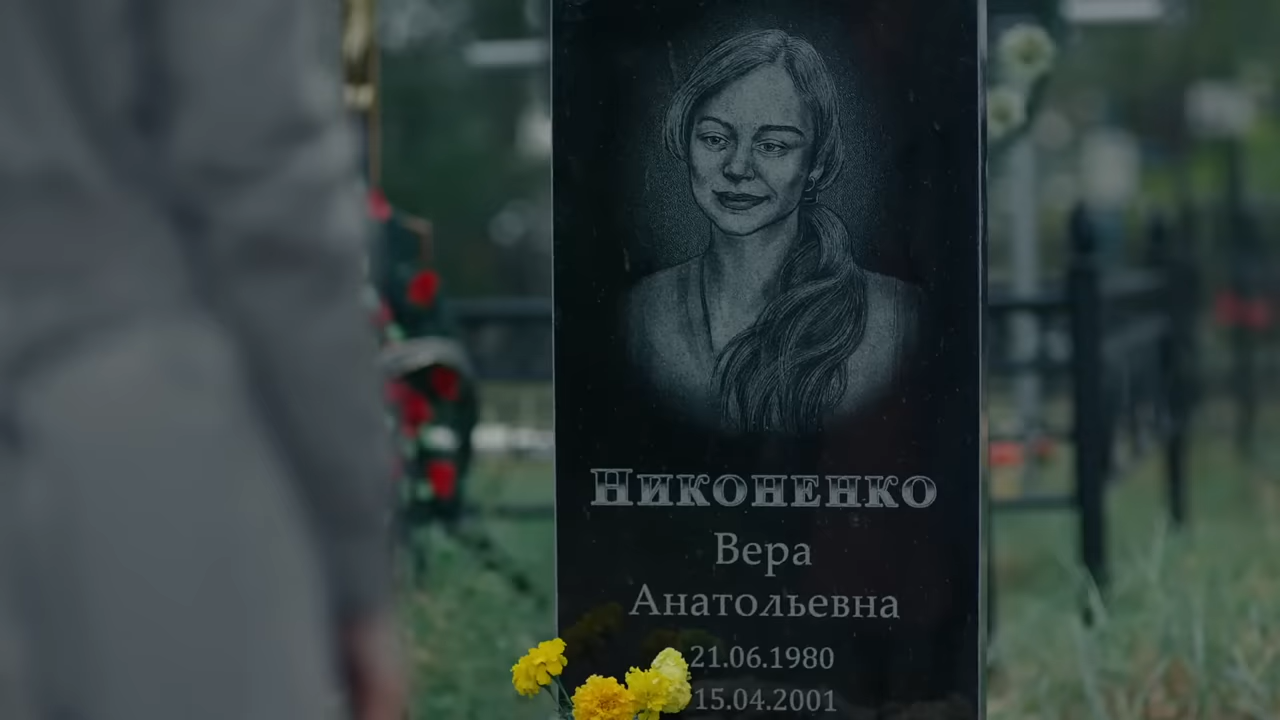 Никоненко
Вера
Анатольевна
21.06.1980
15.04.2001